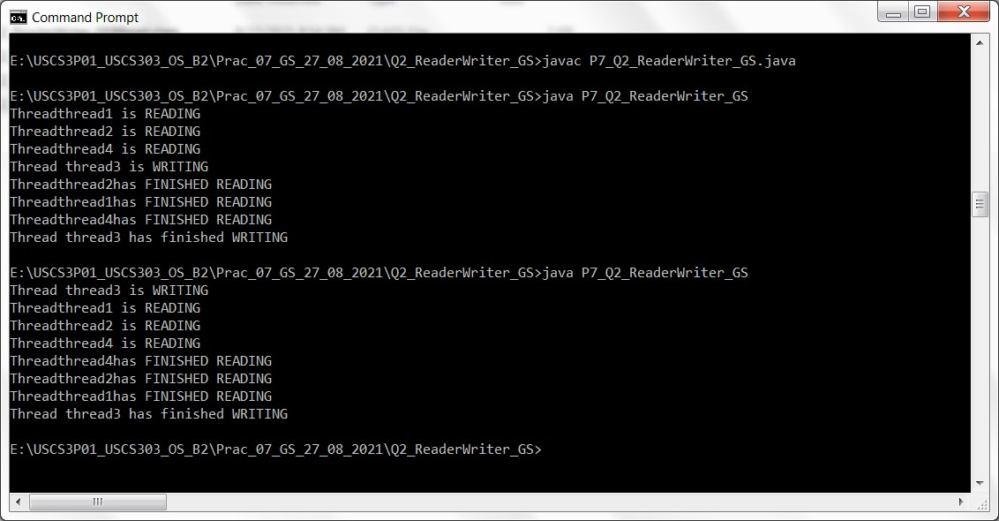 Command Prompt
E:\USCS3P01_USCS303_OS_B2\Prac_07_GS_27_08_2021\Q2_ReaderWriter_GS>javac P7_Q2_ReaderWriter_GS.java
E:\USCS3P01_USCS303_OS_B2\Prac_07_GS_27_08_2021\Q2_ReaderWriter_GS>java P7_Q2_ReaderWriter_GS
Threadthread1 is READING
Threadthread2 is READING
Threadthread4 is READING
Thread thread3 is WRITING
Threadthread2has FINISHED READING
Threadthread1has FINISHED READING
Threadthread4has FINISHED READING
Thread thread3 has finished WRITING
E:\USCS3P01_USCS303_OS_B2\Prac_07_GS_27_08_2021\Q2_ReaderWriter_GS>java P7_Q2_ReaderWriter_GS
Thread thread3 is WRITING
Threadthread1 is READING
Threadthread2 is READING
Threadthread4 is READING
Threadthread4has FINISHED READING
Threadthread2has FINISHED READING
Threadthread1has FINISHED READING
Thread thread3 has finished WRITING
E:\USCS3P01_USCS303_OS_B2\Prac_07_GS_27_08_2021\Q2_ReaderWriter_GS>